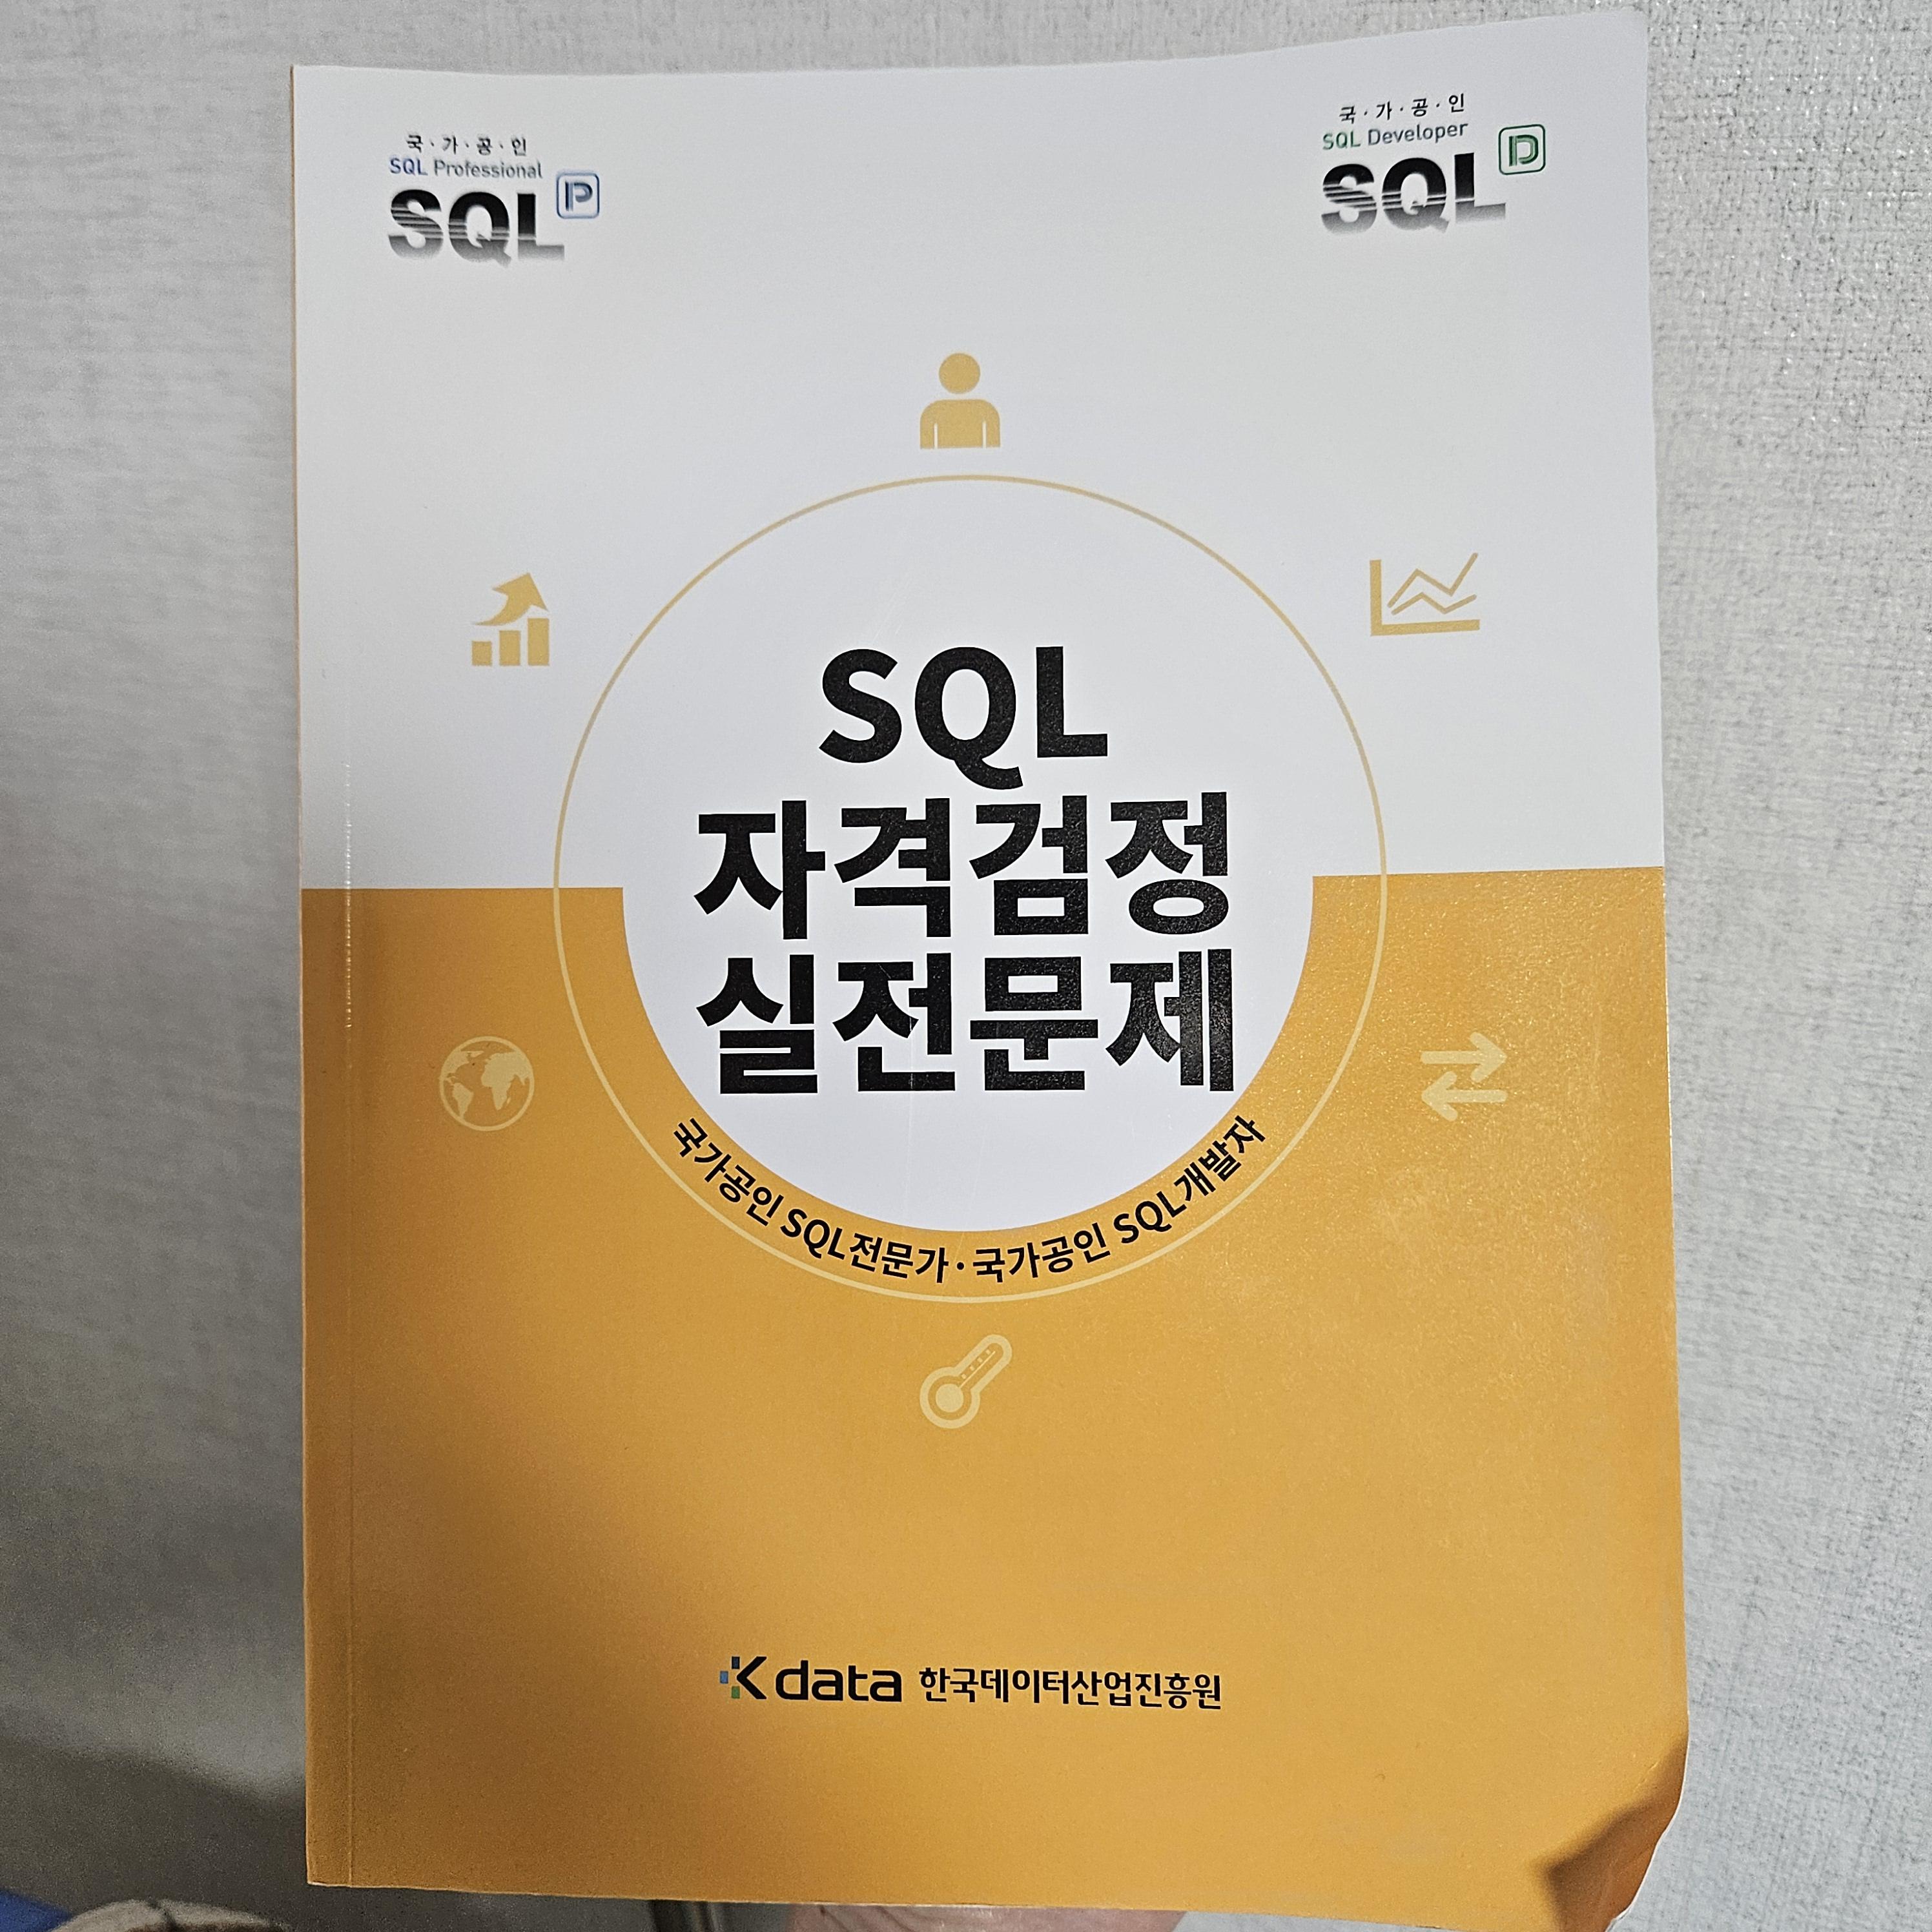 국·가·공·인
SQL Professional
SQL P
국·가·공·인
SQL Developer
SQL D
SQL
자격검정
실전문제
국가공인 SQL전문가·국가공인 SQL개발자
Kdata 한국데이터산업진흥원